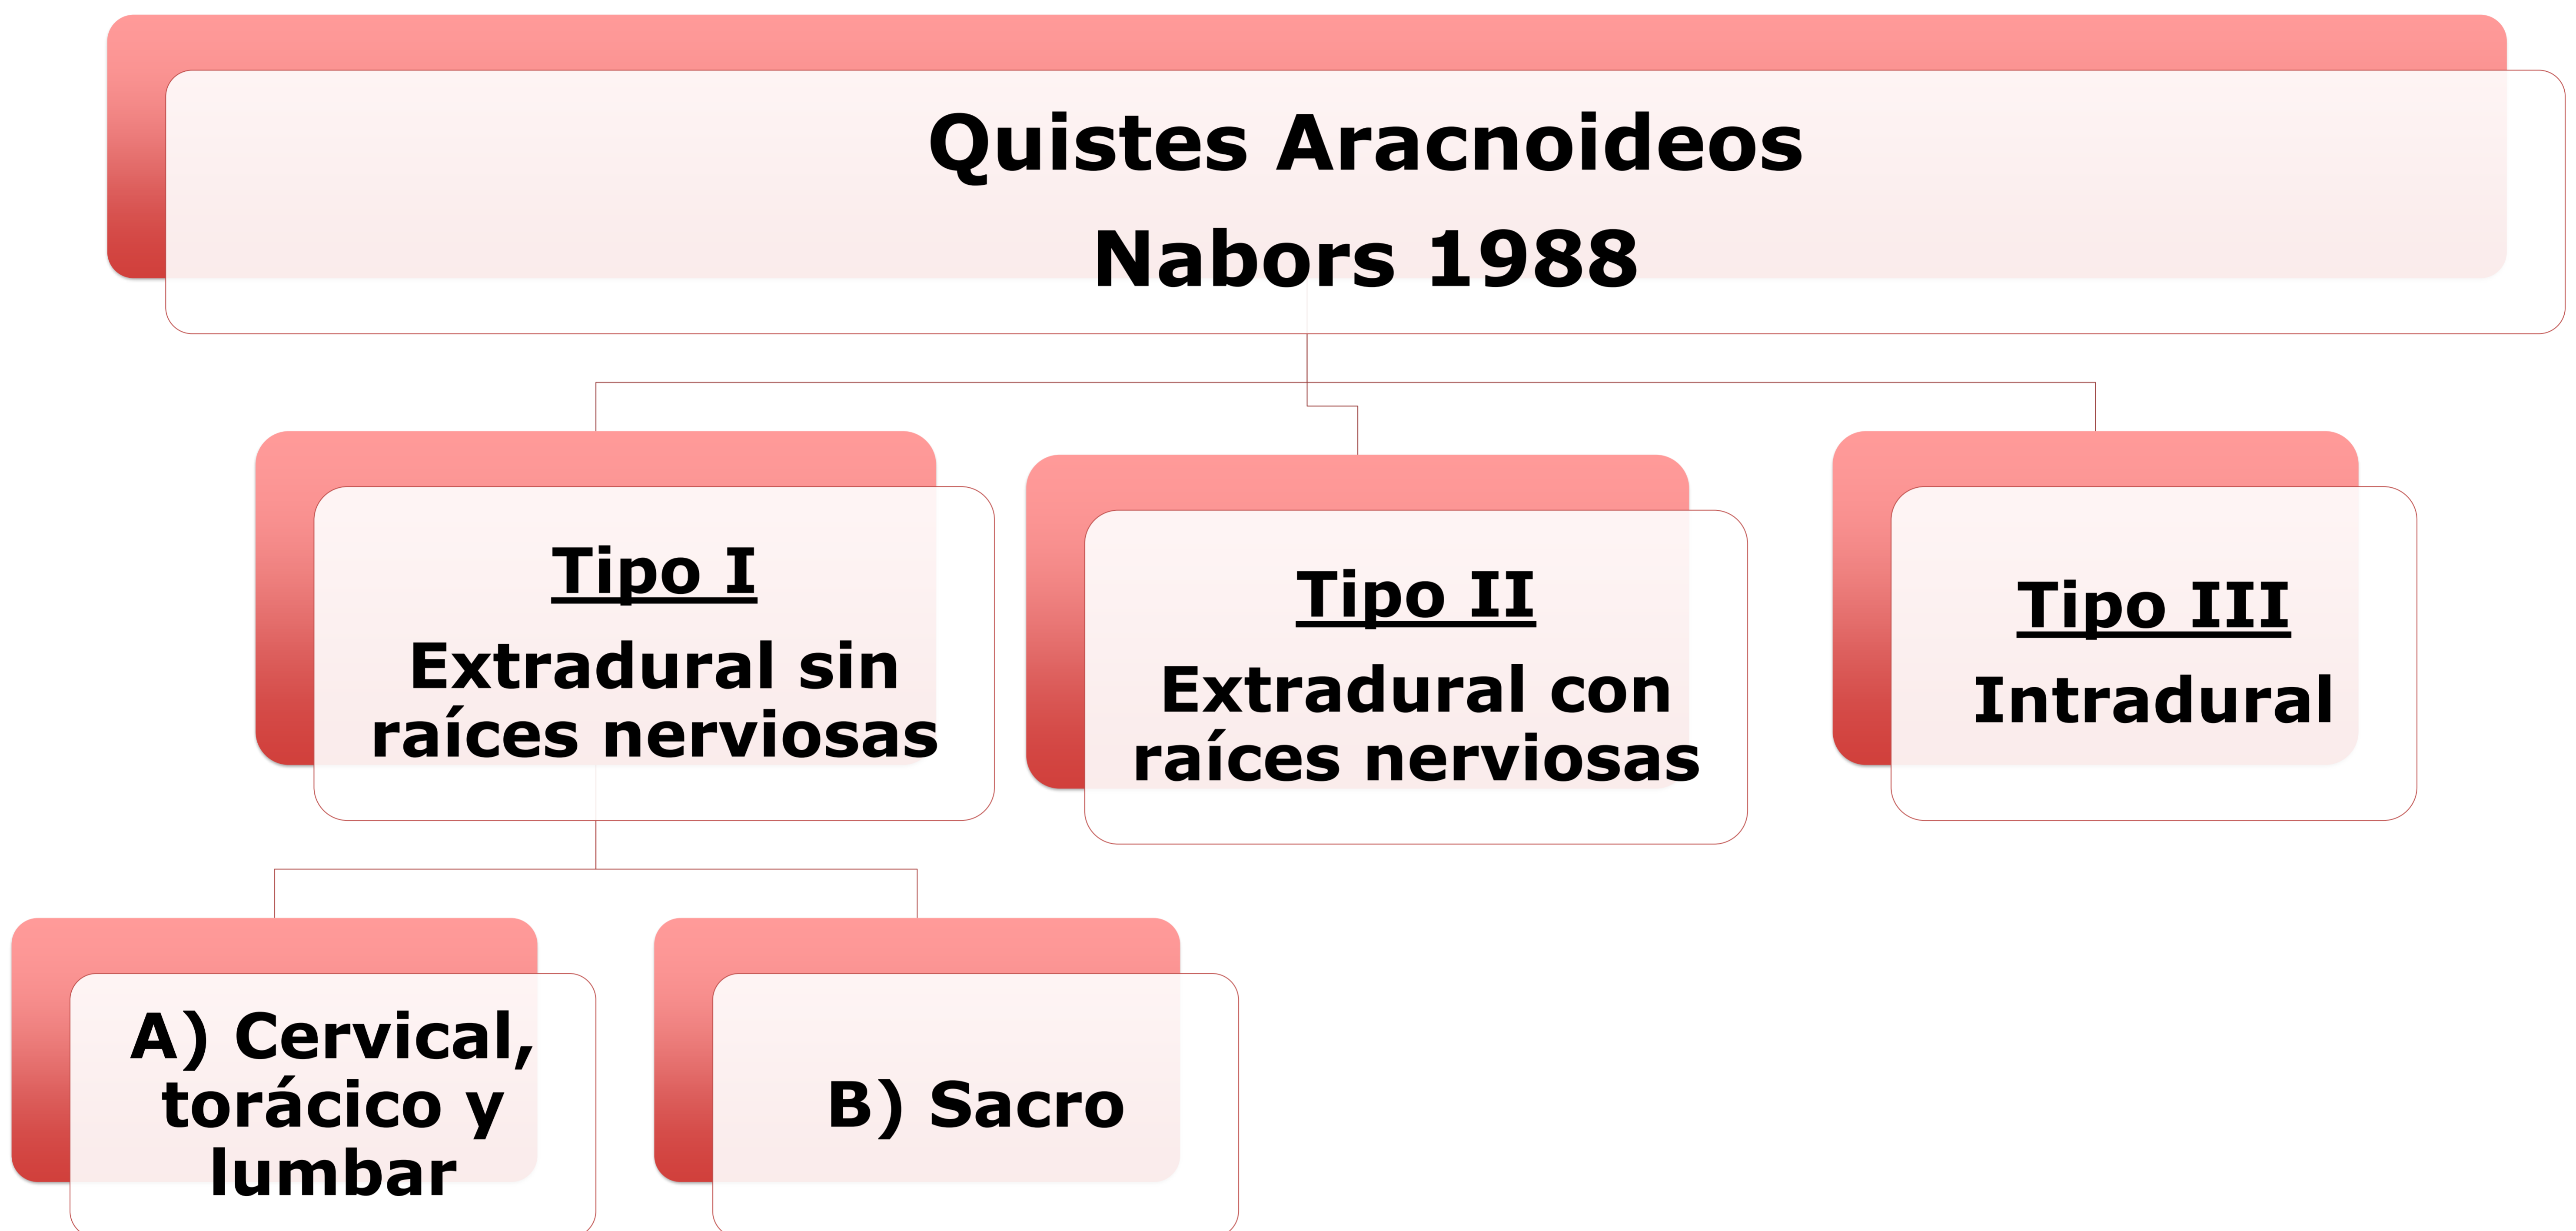 Quistes Aracnoideos
Nabors 1988
Tipo I
Extradural sin
raíces nerviosas
Tipo II
Extradural con
raíces nerviosas
Tipo III
Intradural
A) Cervical,
torácico y
lumbar
B) Sacro